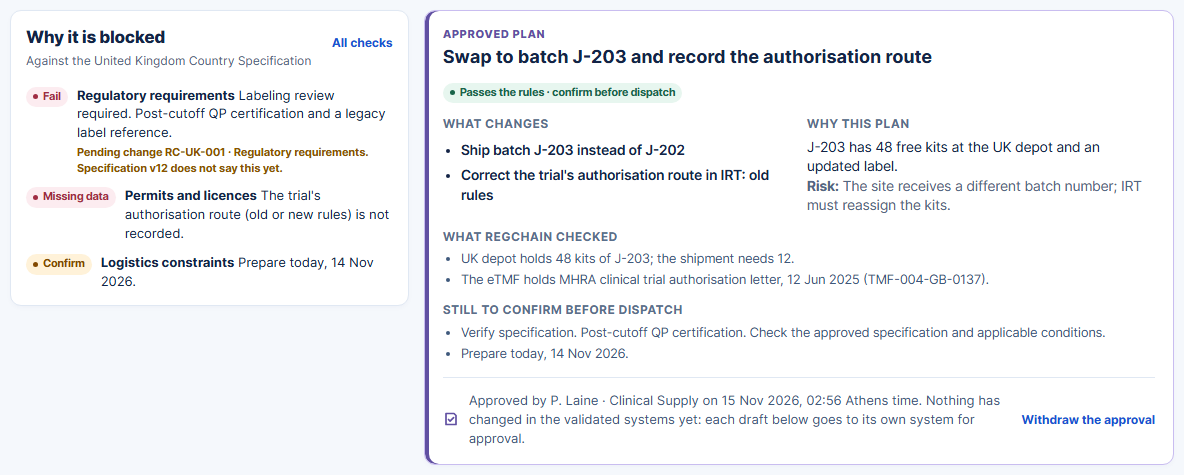 Why it is blocked
All checks
Against the United Kingdom Country Specification
Fail
Regulatory requirements Labeling review
required. Post-cutoff QP certification and a legacy
label reference.
Pending change RC-UK-001 · Regulatory requirements.
Specification v12 does not say this yet.
Missing data
Permits and licences The trial's
authorisation route (old or new rules) is not
recorded.
Confirm
Logistics constraints Prepare today, 14 Nov
2026.
APPROVED PLAN
Swap to batch J-203 and record the authorisation route
Passes the rules · confirm before dispatch
WHAT CHANGES
• Ship batch J-203 instead of J-202
• Correct the trial's authorisation route in IRT: old
rules
WHY THIS PLAN
J-203 has 48 free kits at the UK depot and an
updated label.
Risk: The site receives a different batch number; IRT
must reassign the kits.
WHAT REGCHAIN CHECKED
• UK depot holds 48 kits of J-203; the shipment needs 12.
• The eTMF holds MHRA clinical trial authorisation letter, 12 Jun 2025 (TMF-004-GB-0137).
STILL TO CONFIRM BEFORE DISPATCH
• Verify specification. Post-cutoff QP certification. Check the approved specification and applicable conditions.
• Prepare today, 14 Nov 2026.
Approved by P. Laine · Clinical Supply on 15 Nov 2026, 02:56 Athens time. Nothing has
changed in the validated systems yet: each draft below goes to its own system for
approval.
Withdraw the approval